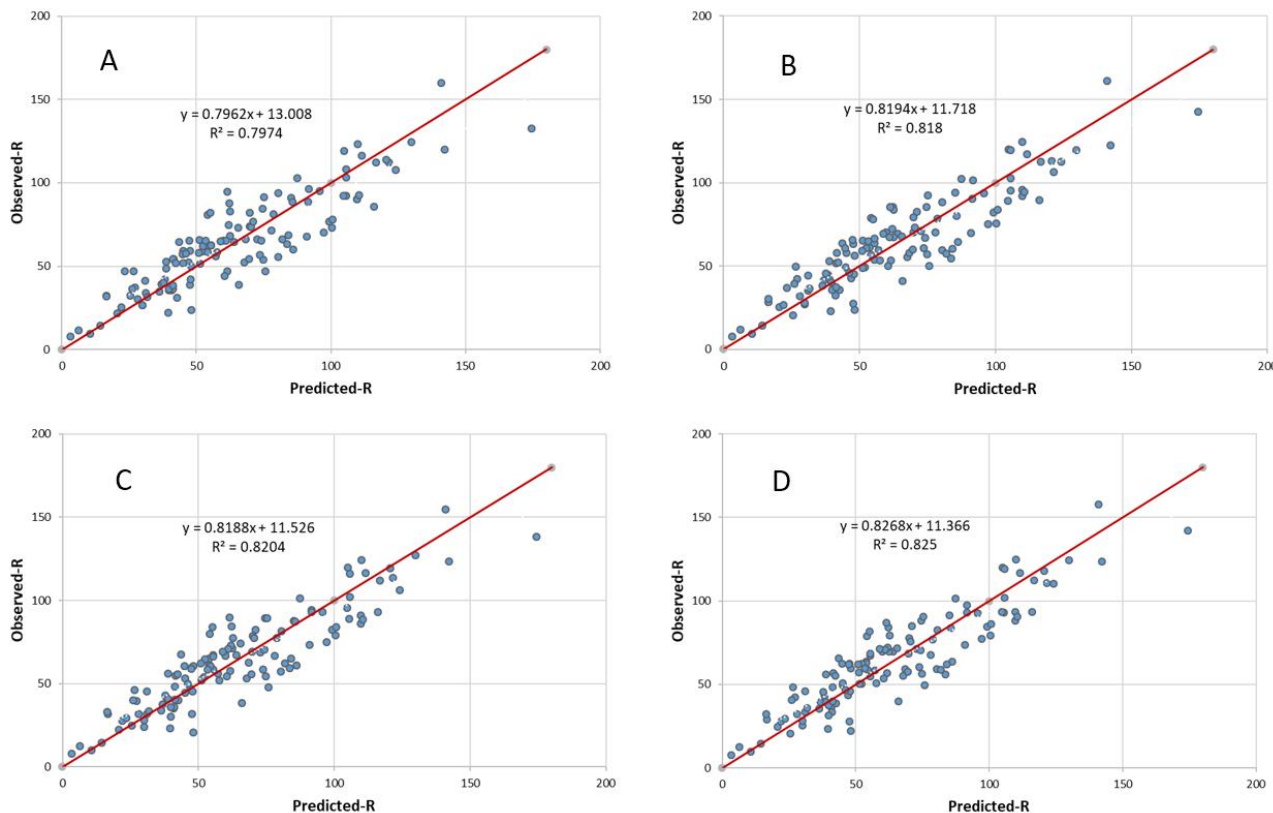 A
y = 0.7962x + 13.008
R² = 0.7974
200
150
100
50
0
Observed-R
0 50 100 150 200
Predicted-R
B
y = 0.8194x + 11.718
R² = 0.818
200
150
100
50
0
Observed-R
0 50 100 150 200
Predicted-R
C
y = 0.8188x + 11.526
R² = 0.8204
200
150
100
50
0
Observed-R
0 50 100 150 200
Predicted-R
D
y = 0.8268x + 11.366
R² = 0.825
200
150
100
50
0
Observed-R
0 50 100 150 200
Predicted-R